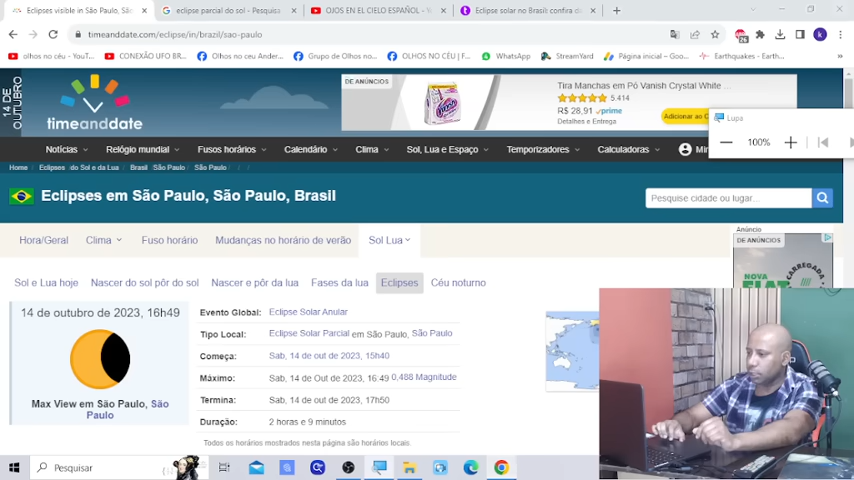 Eclipses visible in São Paulo, São
eclipse parcial do sol - Pesquisa
OJOS EN EL CIELO ESPAÑOL -
Eclipse solar no Brasil: confira d
timeanddate.com/eclipse/in/brazil/sao-paulo
26
k
olhos no céu - YouT...
CONEXÃO UFO BR...
Olhos no ceu Ander...
Grupo de Olhos no...
OLHOS NO CÉU / F...
WhatsApp
StreamYard
Página inicial – Goo...
Earthquakes - Earth...
14 DE OUTUBRO
timeanddate
DE ANÚNCIOS
Vanish
Tira Manchas em Pó Vanish Crystal White ...
5.414
R$ 28,91 prime
Detalhes e Entrega
Adicionar ao C
Lupa
100%
Notícias
Relógio mundial
Fusos horários
Calendário
Clima
Sol, Lua e Espaço
Temporizadores
Calculadoras
Home Eclipses do Sol e da Lua Brasil São Paulo São Paulo
Eclipses em São Paulo, São Paulo, Brasil
Pesquise cidade ou lugar...
Hora/Geral
Clima
Fuso horário
Mudanças no horário de verão
Sol Lua
Anúncio
DE ANÚNCIOS
NOVA
FIAT
CARREGADA
Sol e Lua hoje
Nascer do sol pôr do sol
Nascer e pôr da lua
Fases da lua
Eclipses
Céu noturno
14 de outubro de 2023, 16h49
Max View em São Paulo, São
Paulo
Evento Global: Eclipse Solar Anular
Tipo Local: Eclipse Solar Parcial em São Paulo, São Paulo
Começa: Sab, 14 de out de 2023, 15h40
Máximo: Sab, 14 de Out de 2023, 16:49 0,488 Magnitude
Termina: Sab, 14 de out de 2023, 17h50
Duração: 2 horas e 9 minutos
Todos os horários mostrados nesta página são horários locais.
Pesquisar